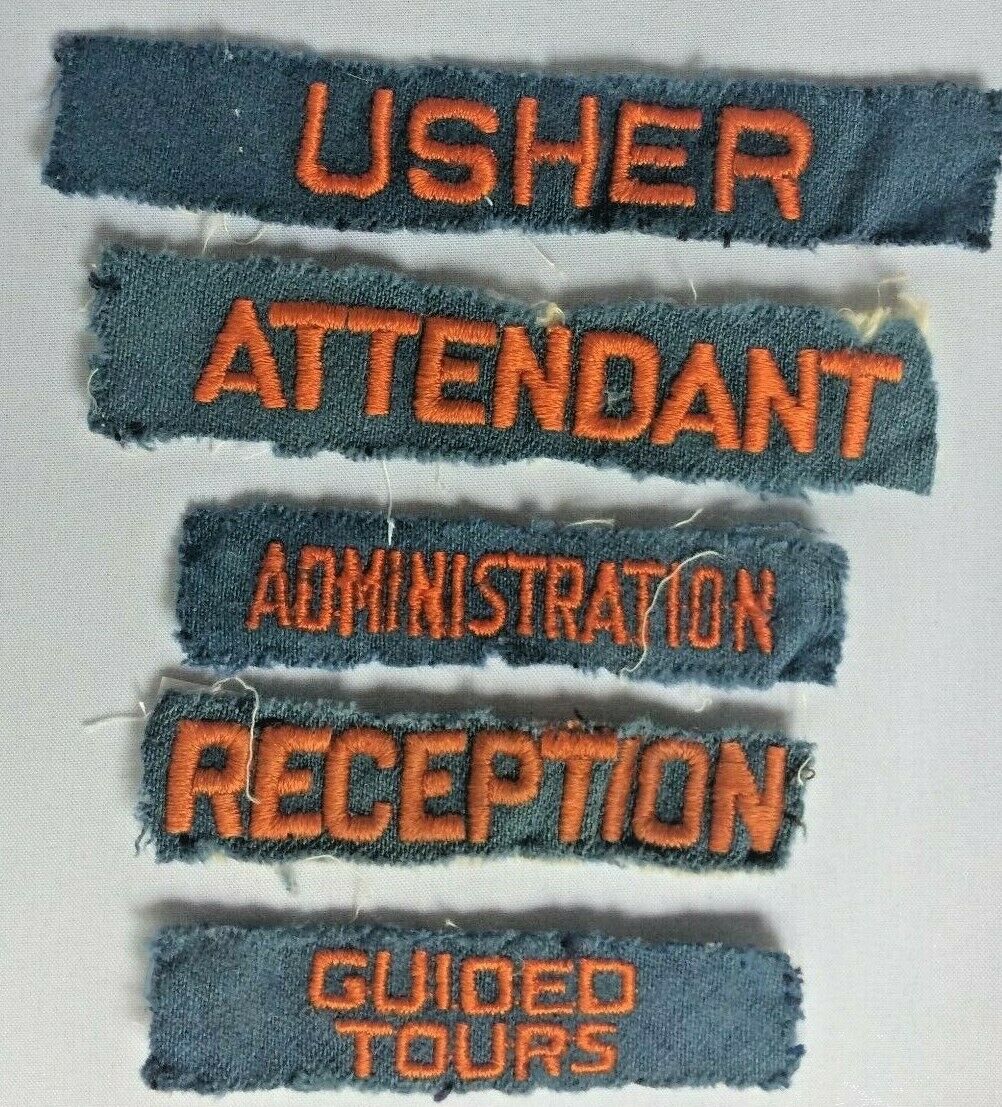 USHER
ATTENDANT
ADMINISTRATION
RECEPTION
GUIDED
TOURS